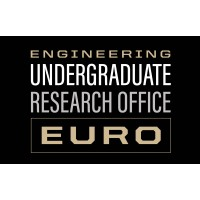 ENGINEERING
UNDERGRADUATE
RESEARCH OFFICE
EURO